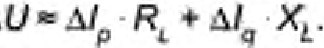 U ≈ ΔI_p · R_L + ΔI_q · X_L.